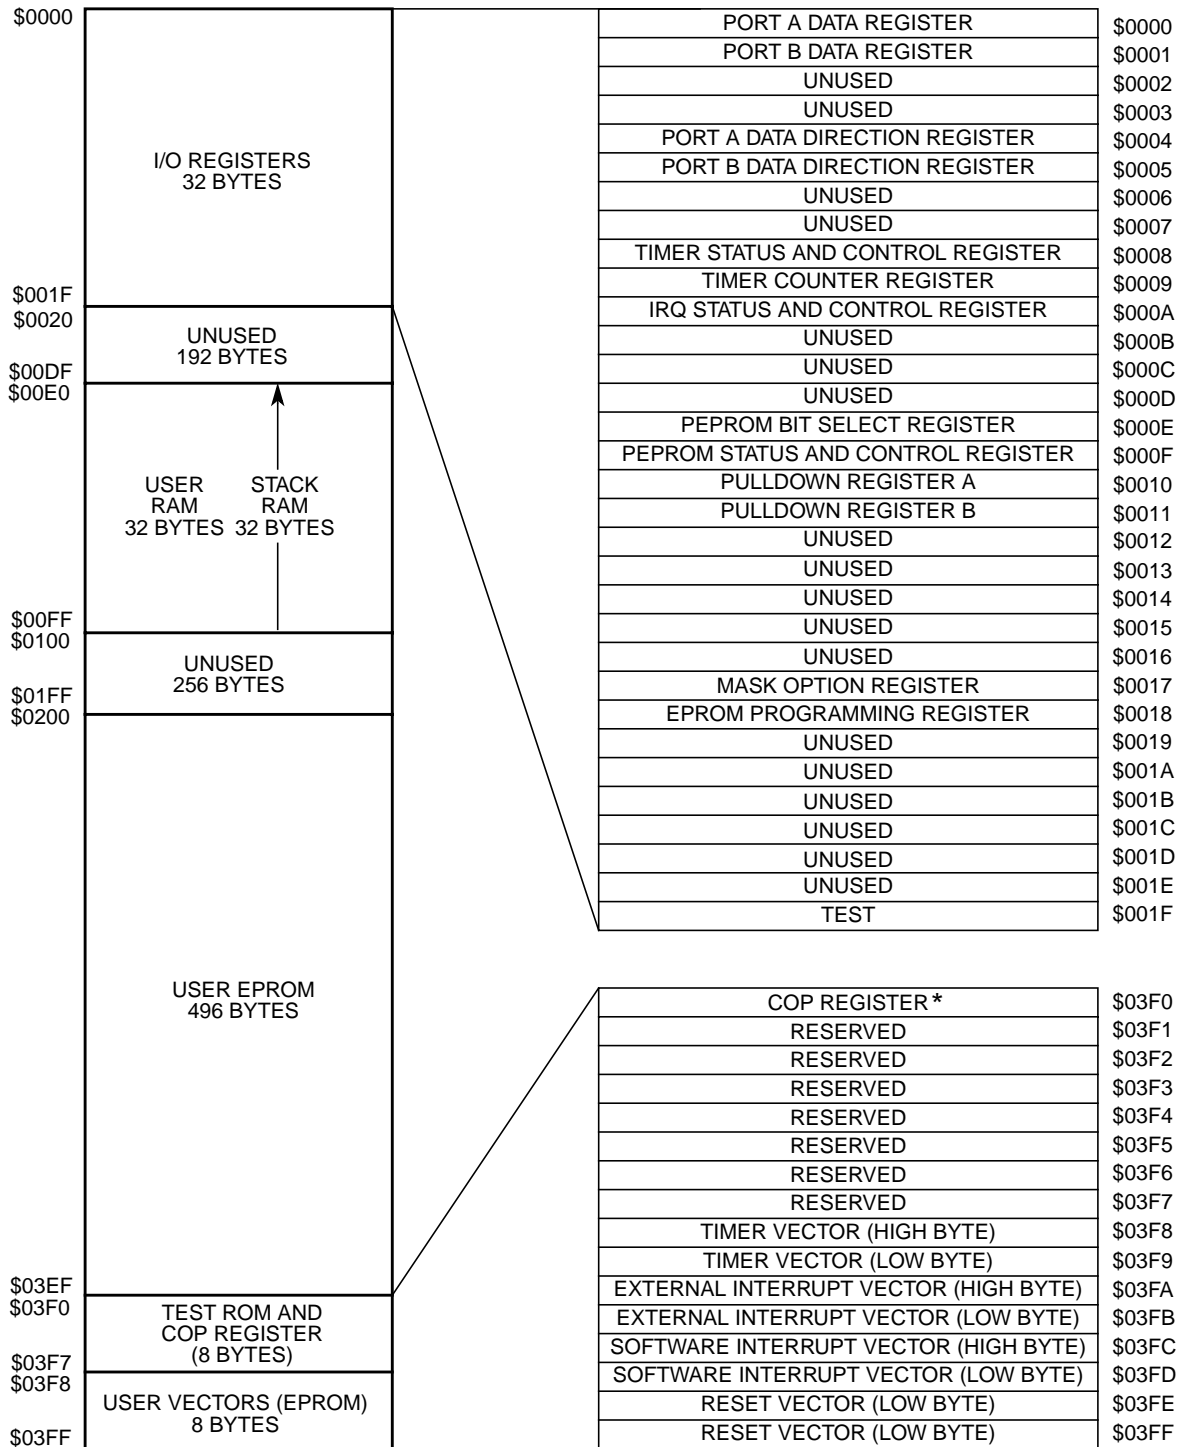 $0000
I/O REGISTERS
32 BYTES
$001F
$0020
UNUSED
192 BYTES
$00DF
$00E0
USER
RAM
32 BYTES
STACK
RAM
32 BYTES
$00FF
$0100
UNUSED
256 BYTES
$01FF
$0200
USER EPROM
496 BYTES
$03EF
$03F0
TEST ROM AND
COP REGISTER
(8 BYTES)
$03F7
$03F8
USER VECTORS (EPROM)
8 BYTES
$03FF
PORT A DATA REGISTER $0000
PORT B DATA REGISTER $0001
UNUSED $0002
UNUSED $0003
PORT A DATA DIRECTION REGISTER $0004
PORT B DATA DIRECTION REGISTER $0005
UNUSED $0006
UNUSED $0007
TIMER STATUS AND CONTROL REGISTER $0008
TIMER COUNTER REGISTER $0009
IRQ STATUS AND CONTROL REGISTER $000A
UNUSED $000B
UNUSED $000C
UNUSED $000D
PEPROM BIT SELECT REGISTER $000E
PEPROM STATUS AND CONTROL REGISTER $000F
PULLDOWN REGISTER A $0010
PULLDOWN REGISTER B $0011
UNUSED $0012
UNUSED $0013
UNUSED $0014
UNUSED $0015
UNUSED $0016
MASK OPTION REGISTER $0017
EPROM PROGRAMMING REGISTER $0018
UNUSED $0019
UNUSED $001A
UNUSED $001B
UNUSED $001C
UNUSED $001D
UNUSED $001E
TEST $001F
COP REGISTER* $03F0
RESERVED $03F1
RESERVED $03F2
RESERVED $03F3
RESERVED $03F4
RESERVED $03F5
RESERVED $03F6
RESERVED $03F7
TIMER VECTOR (HIGH BYTE) $03F8
TIMER VECTOR (LOW BYTE) $03F9
EXTERNAL INTERRUPT VECTOR (HIGH BYTE) $03FA
EXTERNAL INTERRUPT VECTOR (LOW BYTE) $03FB
SOFTWARE INTERRUPT VECTOR (HIGH BYTE) $03FC
SOFTWARE INTERRUPT VECTOR (LOW BYTE) $03FD
RESET VECTOR (LOW BYTE) $03FE
RESET VECTOR (LOW BYTE) $03FF